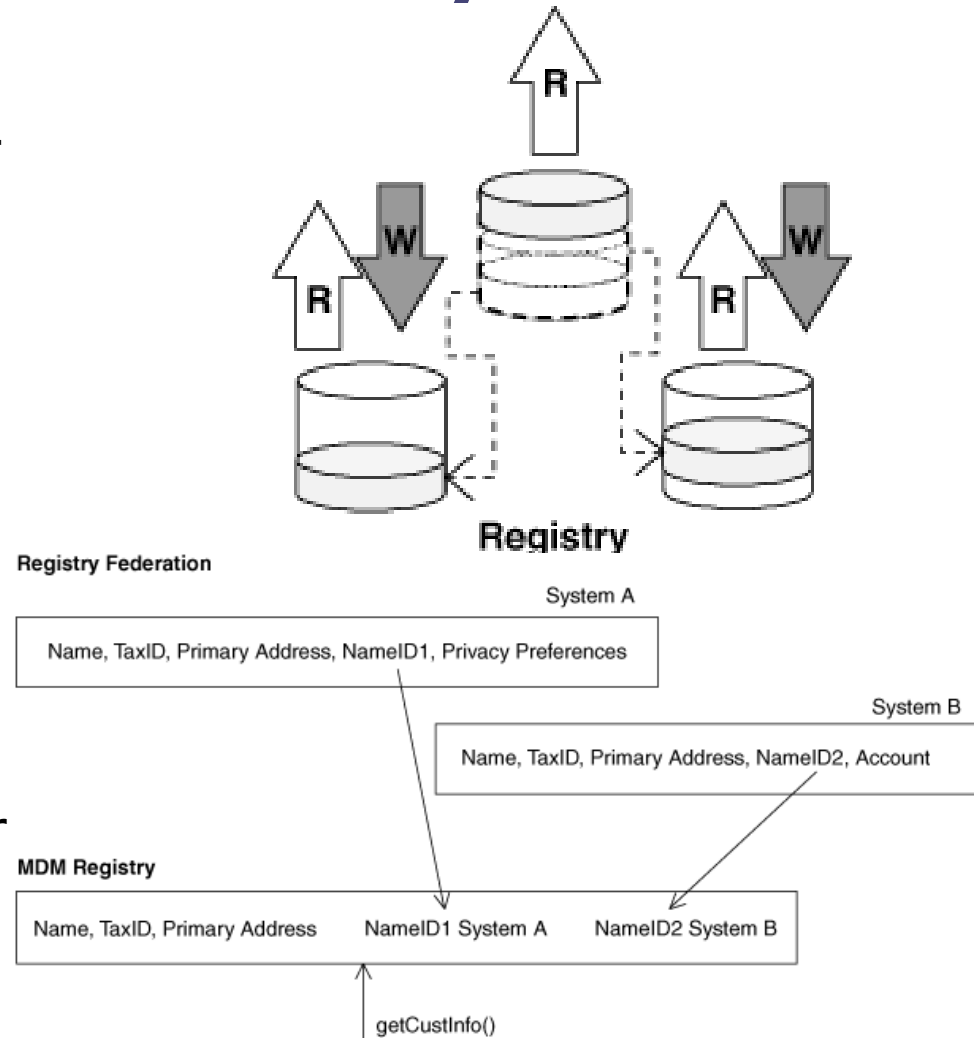 R
W
W
R
R
Registry
Registry Federation
System A
Name, TaxID, Primary Address, NameID1, Privacy Preferences
System B
Name, TaxID, Primary Address, NameID2, Account
MDM Registry
Name, TaxID, Primary Address NameID1 System A NameID2 System B
getCustInfo()